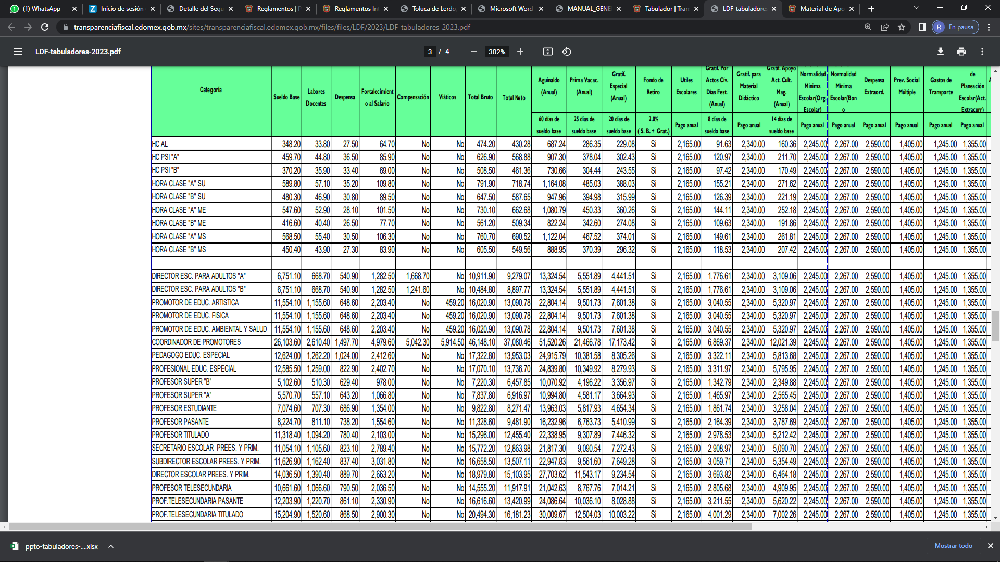 (1) WhatsApp
Inicio de sesión
Detalle del Segu
Reglamentos | P
Reglamentos Int
Toluca de Lerdo
Microsoft Word
MANUAL_GENE
Tabulador | Tran
LDF-tabuladores
Material de Apo
transparenciafiscal.edomex.gob.mx/sites/transparenciafiscal.edomex.gob.mx/files/files/LDF/2023/LDF-tabuladores-2023.pdf
R En pausa
LDF-tabuladores-2023.pdf
3 / 4
302%
Categoría Sueldo Base Labores Docentes Despensa Fortalecimient o al Salario Compensación Viáticos Total Bruto Total Neto Aguinaldo (Anual) Prima Vacac. (Anual) Gratif. Especial (Anual) Fondo de Retiro Utiles Escolares Gratif. Por Actos Cív. Días Fest. (Anual) Gratif. para Material Didáctico Gratif. Apoyo Act. Cult. Mag. (Anual) Normalidad Mínima Escolar(Org. Escolar) Normalidad Mínima Escolar(Bon o Despensa Extraord. Prev. Social Múltiple Gastos de Transporte de Planeación Escolar(Act. Extracurr)
60 días de sueldo base 25 días de sueldo base 20 días de sueldo base 2.0% ( S. B. + Grat.) Pago anual 8 días de sueldo base Pago anual 14 días de sueldo base Pago anual Pago anual Pago anual Pago anual Pago anual Pago anual
HC AL 348.20 33.80 27.50 64.70 No No 474.20 430.28 687.24 286.35 229.08 Si 2,165.00 91.63 2,340.00 160.36 2,245.00 2,267.00 2,590.00 1,405.00 1,245.00 1,355.00
HC PSI "A" 459.70 44.80 36.50 85.90 No No 626.90 568.88 907.30 378.04 302.43 Si 2,165.00 120.97 2,340.00 211.70 2,245.00 2,267.00 2,590.00 1,405.00 1,245.00 1,355.00
HC PSI "B" 370.20 35.90 33.40 69.00 No No 508.50 461.36 730.66 304.44 243.55 Si 2,165.00 97.42 2,340.00 170.49 2,245.00 2,267.00 2,590.00 1,405.00 1,245.00 1,355.00
HORA CLASE "A" SU 589.80 57.10 35.20 109.80 No No 791.90 718.74 1,164.08 485.03 388.03 Si 2,165.00 155.21 2,340.00 271.62 2,245.00 2,267.00 2,590.00 1,405.00 1,245.00 1,355.00
HORA CLASE "B" SU 480.30 46.90 30.80 89.50 No No 647.50 587.65 947.96 394.98 315.99 Si 2,165.00 126.39 2,340.00 221.19 2,245.00 2,267.00 2,590.00 1,405.00 1,245.00 1,355.00
HORA CLASE "A" ME 547.60 52.90 28.10 101.50 No No 730.10 662.68 1,080.79 450.33 360.26 Si 2,165.00 144.11 2,340.00 252.18 2,245.00 2,267.00 2,590.00 1,405.00 1,245.00 1,355.00
HORA CLASE "B" ME 416.60 40.40 26.50 77.70 No No 561.20 509.34 822.24 342.60 274.08 Si 2,165.00 109.63 2,340.00 191.86 2,245.00 2,267.00 2,590.00 1,405.00 1,245.00 1,355.00
HORA CLASE "A" MS 568.50 55.40 30.50 106.30 No No 760.70 690.52 1,122.04 467.52 374.01 Si 2,165.00 149.61 2,340.00 261.81 2,245.00 2,267.00 2,590.00 1,405.00 1,245.00 1,355.00
HORA CLASE "B" MS 450.40 43.90 27.30 83.90 No No 605.50 549.56 888.95 370.39 296.32 Si 2,165.00 118.53 2,340.00 207.42 2,245.00 2,267.00 2,590.00 1,405.00 1,245.00 1,355.00
DIRECTOR ESC. PARA ADULTOS "A" 6,751.10 668.70 540.90 1,282.50 1,668.70 No 10,911.90 9,279.07 13,324.54 5,551.89 4,441.51 Si 2,165.00 1,776.61 2,340.00 3,109.06 2,245.00 2,267.00 2,590.00 1,405.00 1,245.00 1,355.00
DIRECTOR ESC. PARA ADULTOS "B" 6,751.10 668.70 540.90 1,282.50 1,241.60 No 10,484.80 8,897.77 13,324.54 5,551.89 4,441.51 Si 2,165.00 1,776.61 2,340.00 3,109.06 2,245.00 2,267.00 2,590.00 1,405.00 1,245.00 1,355.00
PROMOTOR DE EDUC. ARTISTICA 11,554.10 1,155.60 648.60 2,203.40 No 459.20 16,020.90 13,090.78 22,804.14 9,501.73 7,601.38 Si 2,165.00 3,040.55 2,340.00 5,320.97 2,245.00 2,267.00 2,590.00 1,405.00 1,245.00 1,355.00
PROMOTOR DE EDUC. FISICA 11,554.10 1,155.60 648.60 2,203.40 No 459.20 16,020.90 13,090.78 22,804.14 9,501.73 7,601.38 Si 2,165.00 3,040.55 2,340.00 5,320.97 2,245.00 2,267.00 2,590.00 1,405.00 1,245.00 1,355.00
PROMOTOR DE EDUC. AMBIENTAL Y SALUD 11,554.10 1,155.60 648.60 2,203.40 No 459.20 16,020.90 13,090.78 22,804.14 9,501.73 7,601.38 Si 2,165.00 3,040.55 2,340.00 5,320.97 2,245.00 2,267.00 2,590.00 1,405.00 1,245.00 1,355.00
COORDINADOR DE PROMOTORES 26,103.60 2,610.40 1,497.70 4,979.60 5,042.30 5,914.50 46,148.10 37,080.46 51,520.26 21,466.78 17,173.42 Si 2,165.00 6,869.37 2,340.00 12,021.39 2,245.00 2,267.00 2,590.00 1,405.00 1,245.00 1,355.00
PEDAGOGO EDUC. ESPECIAL 12,624.00 1,262.20 1,024.00 2,412.60 No No 17,322.80 13,953.03 24,915.79 10,381.58 8,305.26 Si 2,165.00 3,322.11 2,340.00 5,813.68 2,245.00 2,267.00 2,590.00 1,405.00 1,245.00 1,355.00
PROFESIONAL EDUC. ESPECIAL 12,585.50 1,259.00 822.90 2,402.70 No No 17,070.10 13,736.70 24,839.80 10,349.92 8,279.93 Si 2,165.00 3,311.97 2,340.00 5,795.95 2,245.00 2,267.00 2,590.00 1,405.00 1,245.00 1,355.00
PROFESOR SUPER "B" 5,102.60 510.30 629.40 978.00 No No 7,220.30 6,457.85 10,070.92 4,196.22 3,356.97 Si 2,165.00 1,342.79 2,340.00 2,349.88 2,245.00 2,267.00 2,590.00 1,405.00 1,245.00 1,355.00
PROFESOR SUPER "A" 5,570.70 557.10 643.20 1,066.80 No No 7,837.80 6,916.97 10,994.80 4,581.17 3,664.93 Si 2,165.00 1,465.97 2,340.00 2,565.45 2,245.00 2,267.00 2,590.00 1,405.00 1,245.00 1,355.00
PROFESOR ESTUDIANTE 7,074.60 707.30 686.90 1,354.00 No No 9,822.80 8,271.47 13,963.03 5,817.93 4,654.34 Si 2,165.00 1,861.74 2,340.00 3,258.04 2,245.00 2,267.00 2,590.00 1,405.00 1,245.00 1,355.00
PROFESOR PASANTE 8,224.70 811.10 738.20 1,554.60 No No 11,328.60 9,481.90 16,232.96 6,763.73 5,410.99 Si 2,165.00 2,164.39 2,340.00 3,787.69 2,245.00 2,267.00 2,590.00 1,405.00 1,245.00 1,355.00
PROFESOR TITULADO 11,318.40 1,094.20 780.40 2,103.00 No No 15,296.00 12,455.40 22,338.95 9,307.89 7,446.32 Si 2,165.00 2,978.53 2,340.00 5,212.42 2,245.00 2,267.00 2,590.00 1,405.00 1,245.00 1,355.00
SECRETARIO ESCOLAR PREES. Y PRIM. 11,054.10 1,105.60 823.10 2,789.40 No No 15,772.20 12,863.98 21,817.30 9,090.54 7,272.43 Si 2,165.00 2,908.97 2,340.00 5,090.70 2,245.00 2,267.00 2,590.00 1,405.00 1,245.00 1,355.00
SUBDIRECTOR ESCOLAR PREES. Y PRIM. 11,626.90 1,162.40 837.40 3,031.80 No No 16,658.50 13,507.11 22,947.83 9,561.60 7,649.28 Si 2,165.00 3,059.71 2,340.00 5,354.49 2,245.00 2,267.00 2,590.00 1,405.00 1,245.00 1,355.00
DIRECTOR ESCOLAR PREES. Y PRIM. 14,036.50 1,390.40 889.70 2,663.20 No No 18,979.80 15,103.95 27,703.62 11,543.17 9,234.54 Si 2,165.00 3,693.82 2,340.00 6,464.18 2,245.00 2,267.00 2,590.00 1,405.00 1,245.00 1,355.00
PROFESOR TELESECUNDARIA 10,661.60 1,066.60 790.50 2,036.50 No No 14,555.20 11,917.91 21,042.63 8,767.76 7,014.21 Si 2,165.00 2,805.68 2,340.00 4,909.95 2,245.00 2,267.00 2,590.00 1,405.00 1,245.00 1,355.00
PROF.TELESECUNDARIA PASANTE 12,203.90 1,220.70 861.10 2,330.90 No No 16,616.60 13,420.99 24,086.64 10,036.10 8,028.88 Si 2,165.00 3,211.55 2,340.00 5,620.22 2,245.00 2,267.00 2,590.00 1,405.00 1,245.00 1,355.00
PROF.TELESECUNDARIA TITULADO 15,204.90 1,520.60 868.50 2,900.30 No No 20,494.30 16,181.23 30,009.67 12,504.03 10,003.22 Si 2,165.00 4,001.29 2,340.00 7,002.26 2,245.00 2,267.00 2,590.00 1,405.00 1,245.00 1,355.00
ppto-tabuladores-....xlsx
Mostrar todo